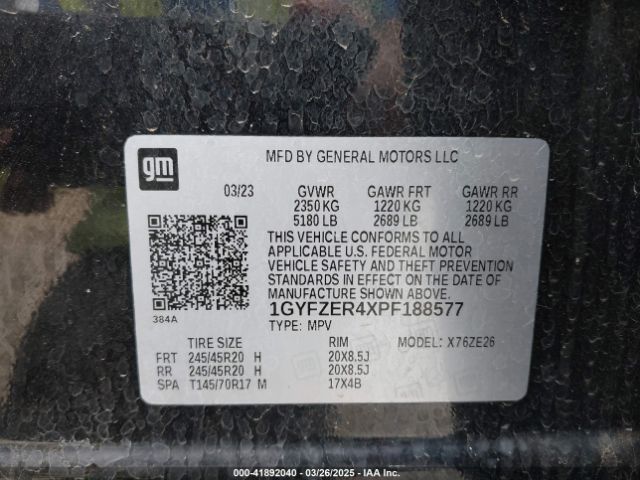 gm
MFD BY GENERAL MOTORS LLC
03/23 GVWR GAWR FRT GAWR RR
2350 KG 1220 KG 1220 KG
5180 LB 2689 LB 2689 LB
THIS VEHICLE CONFORMS TO ALL
APPLICABLE U.S. FEDERAL MOTOR
VEHICLE SAFETY AND THEFT PREVENTION
STANDARDS IN EFFECT ON THE DATE OF
MANUFACTURE SHOWN ABOVE.
384A
1GYFZER4XPF188577
TYPE: MPV
TIRE SIZE RIM MODEL: X76ZE26
FRT 245/45R20 H 20X8.5J
RR 245/45R20 H 20X8.5J
SPA T145/70R17 M 17X4B
000-41892040 / 03/26/2025 / IAA Inc.